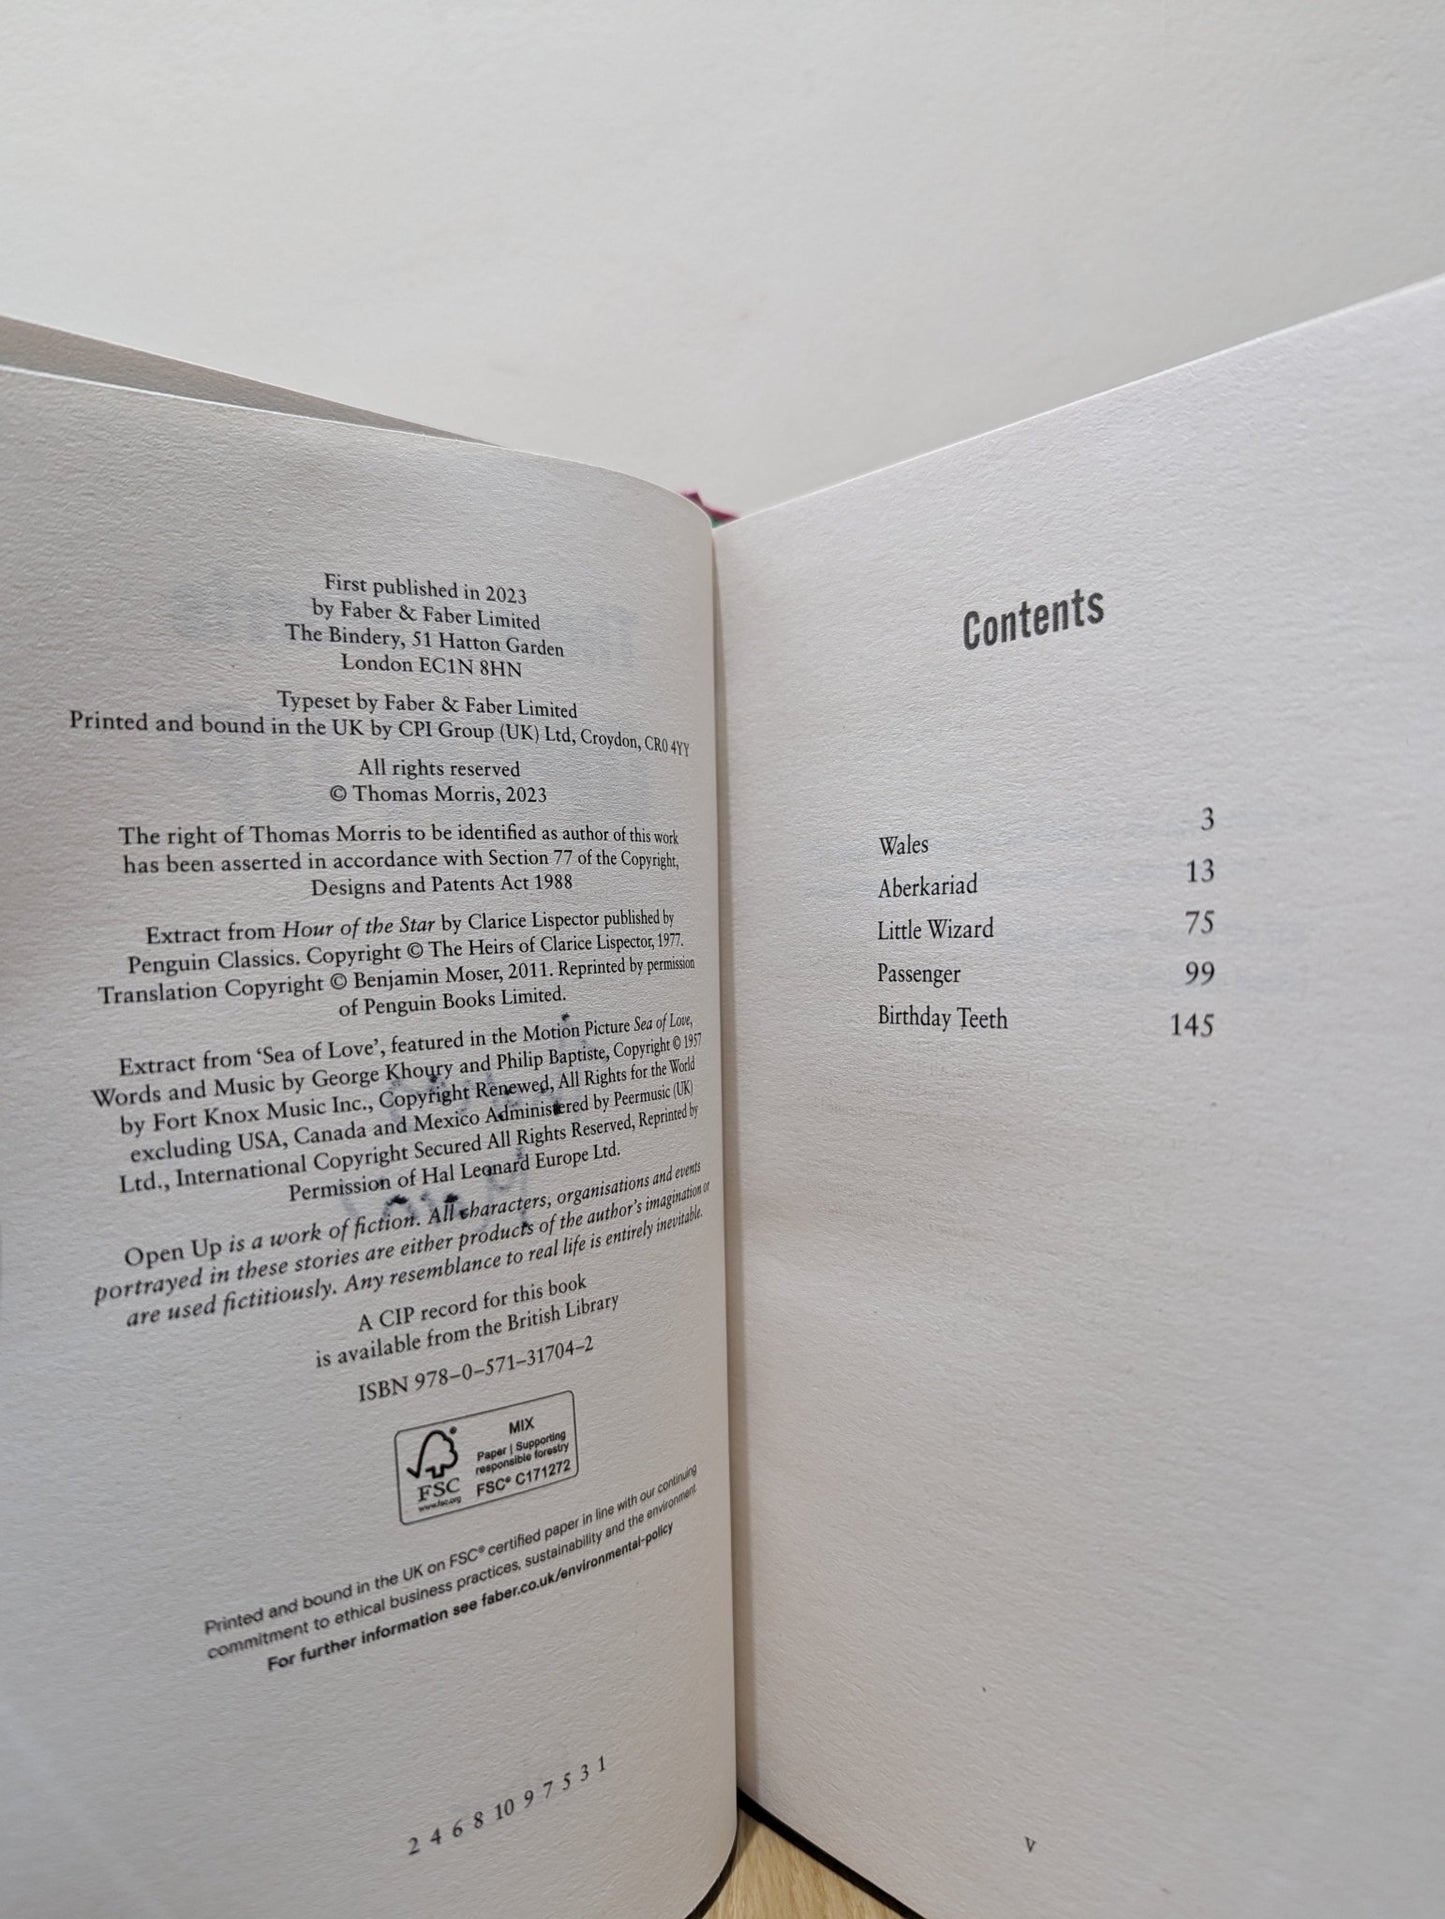 First published in 2023
by Faber & Faber Limited
The Bindery, 51 Hatton Garden
London EC1N 8HN
Typeset by Faber & Faber Limited
Printed and bound in the UK by CPI Group (UK) Ltd, Croydon, CR0 4YY
All rights reserved
© Thomas Morris, 2023
The right of Thomas Morris to be identified as author of this work
has been asserted in accordance with Section 77 of the Copyright,
Designs and Patents Act 1988
Extract from Hour of the Star by Clarice Lispector published by
Penguin Classics. Copyright © The Heirs of Clarice Lispector, 1977.
Translation Copyright © Benjamin Moser, 2011. Reprinted by permission
of Penguin Books Limited.
Extract from ‘Sea of Love’, featured in the Motion Picture Sea of Love,
Words and Music by George Khoury and Philip Baptiste, Copyright © 1957
by Fort Knox Music Inc., Copyright Renewed, All Rights for the World
excluding USA, Canada and Mexico Administered by Peermusic (UK)
Ltd., International Copyright Secured All Rights Reserved, Reprinted by
Permission of Hal Leonard Europe Ltd.
Open Up is a work of fiction. All characters, organisations and events
portrayed in these stories are either products of the author’s imagination or
are used fictitiously. Any resemblance to real life is entirely inevitable.
A CIP record for this book
is available from the British Library
ISBN 978–0–571–31704–2
MIX
Paper | Supporting
responsible forestry
FSC® C171272
FSC
www.fsc.org
Printed and bound in the UK on FSC® certified paper in line with our continuing
commitment to ethical business practices, sustainability and the environment.
For further information see faber.co.uk/environmental-policy
2 4 6 8 10 9 7 5 3 1
Contents
Wales 3
Aberkariad 13
Little Wizard 75
Passenger 99
Birthday Teeth 145
v